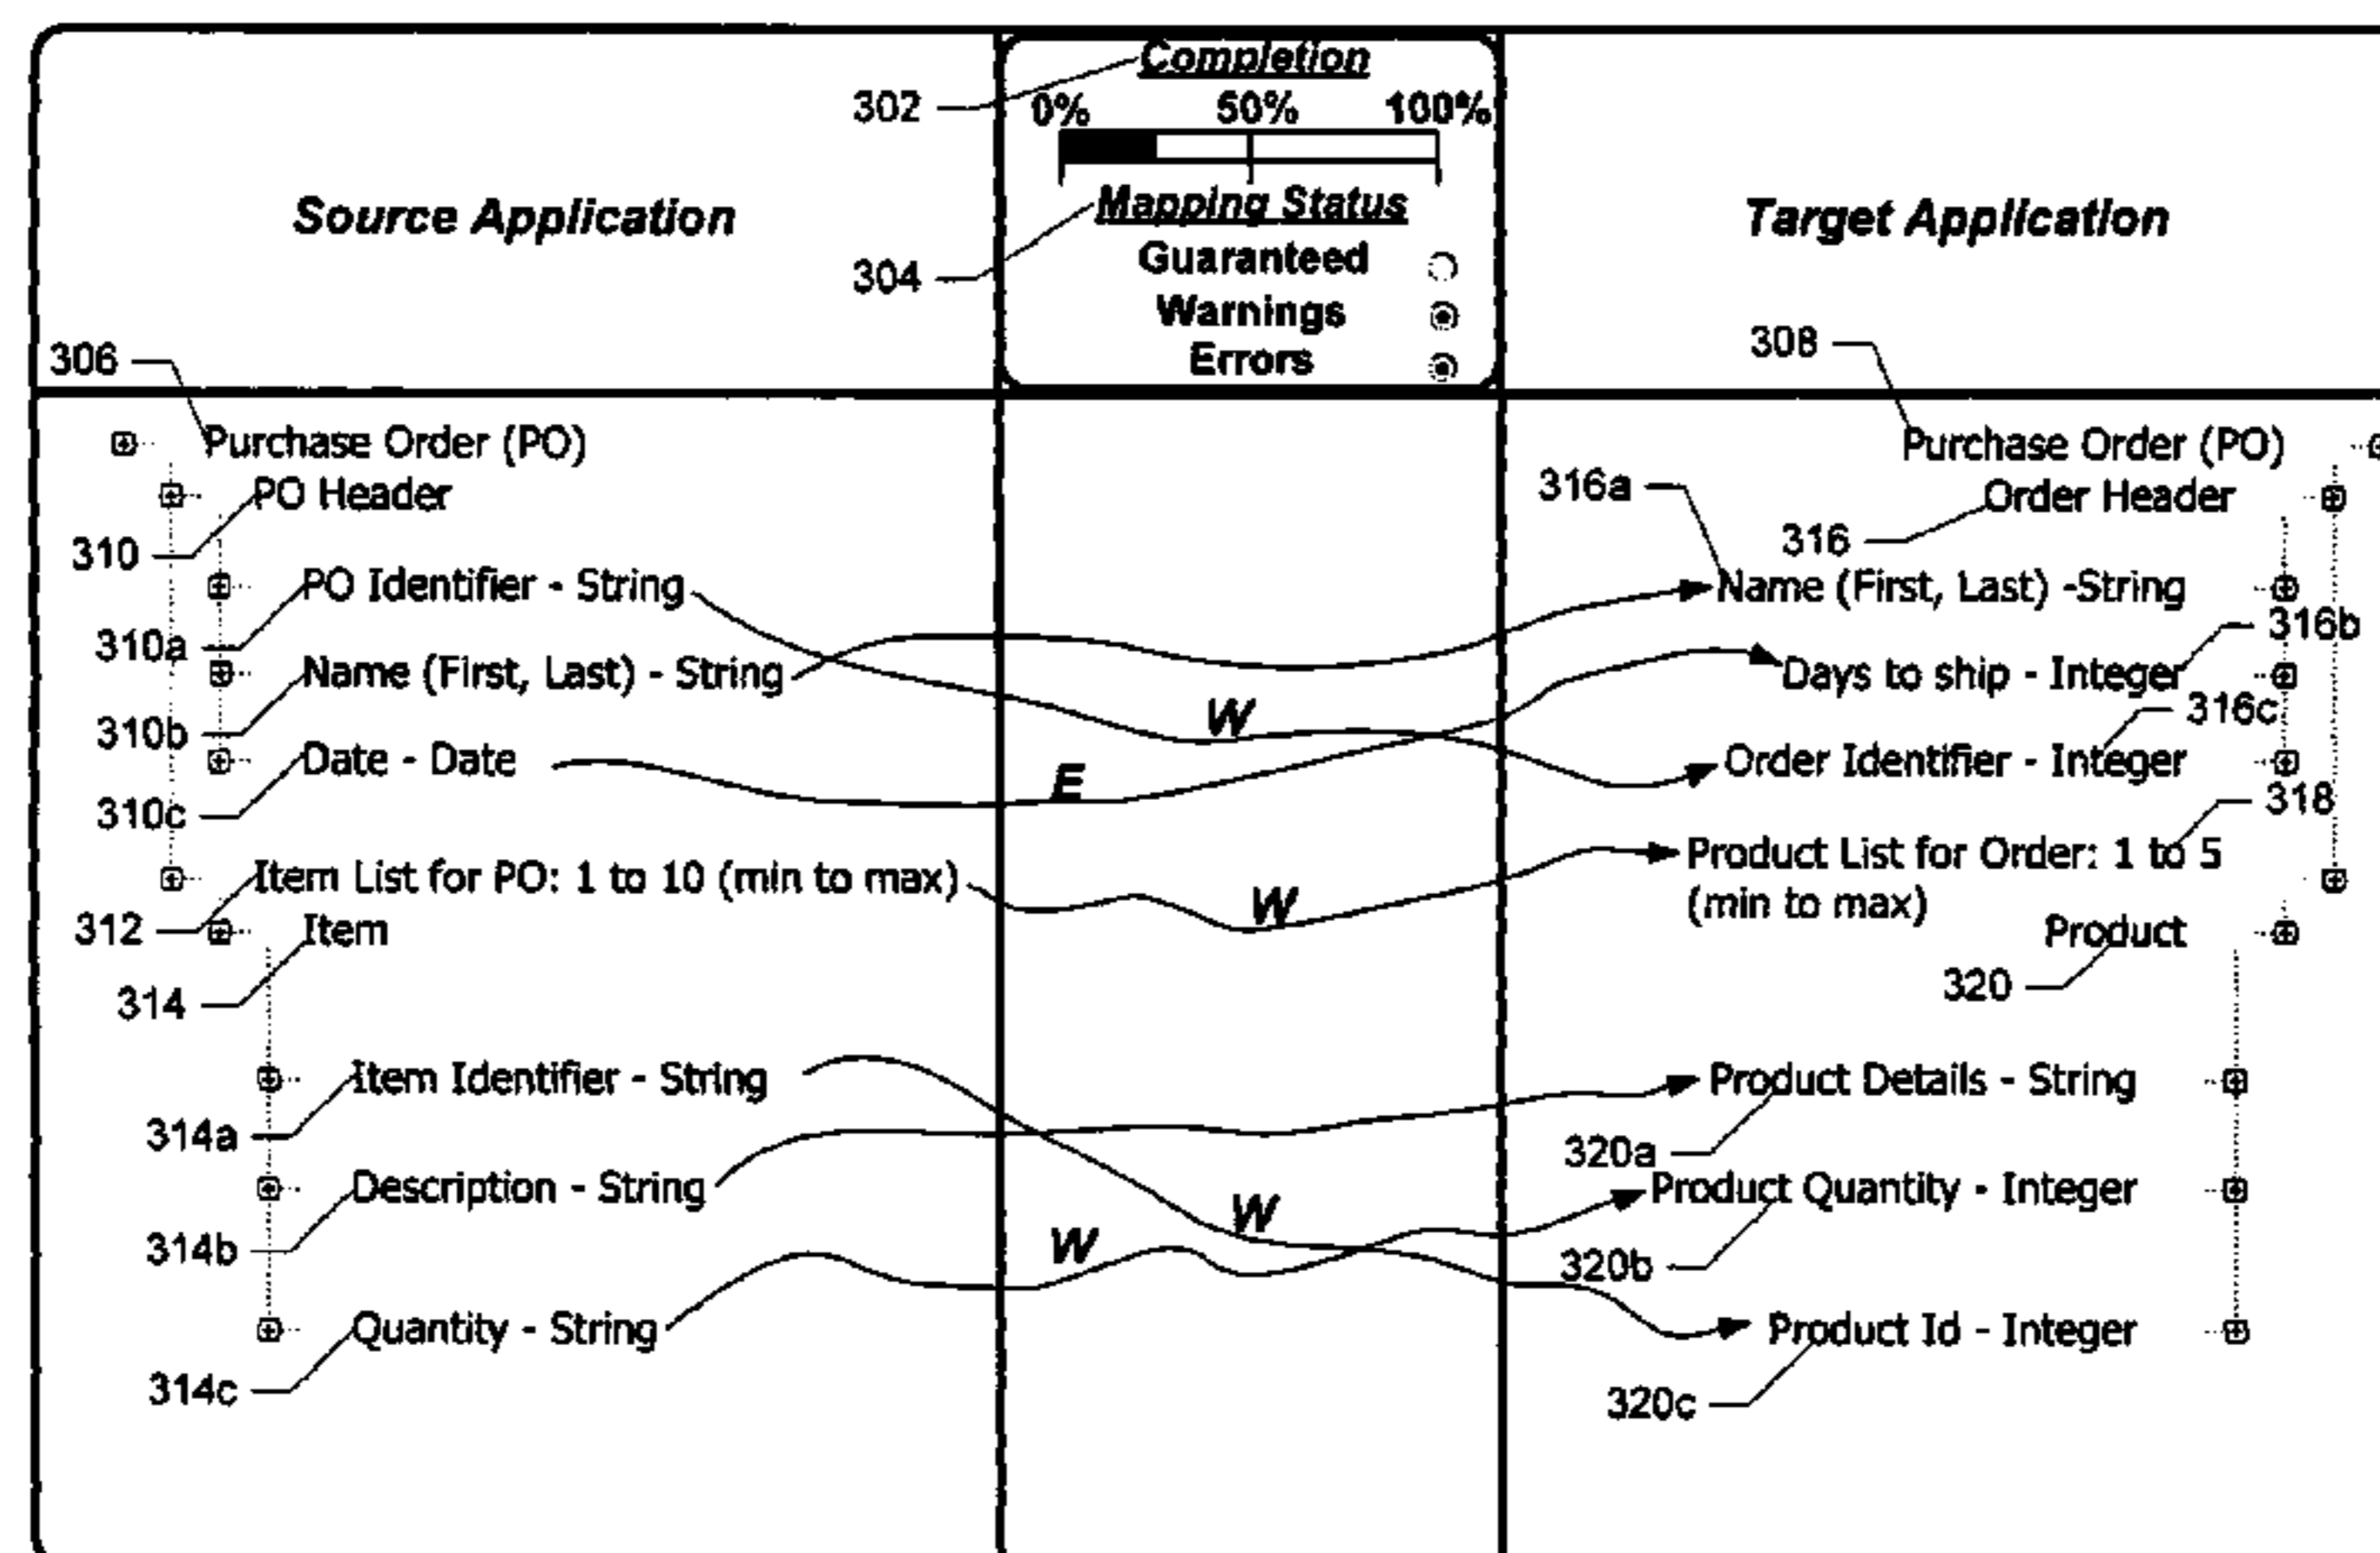 Completion
302
0% 50% 100%
Source Application
Mapping Status
Target Application
304
Guaranteed
Warnings
Errors
306
308
Purchase Order (PO)
Purchase Order (PO)
PO Header
316a
Order Header
310
316
PO Identifier - String
Name (First, Last) -String
310a
316b
Name (First, Last) - String
Days to ship - Integer
W
310b
316c
Date - Date
E
Order Identifier - Integer
310c
318
Item List for PO: 1 to 10 (min to max)
Product List for Order: 1 to 5
(min to max)
W
312
Item
Product
314
320
Item Identifier - String
Product Details - String
314a
320a
Description - String
Product Quantity - Integer
W
W
314b
320b
Quantity - String
Product Id - Integer
314c
320c